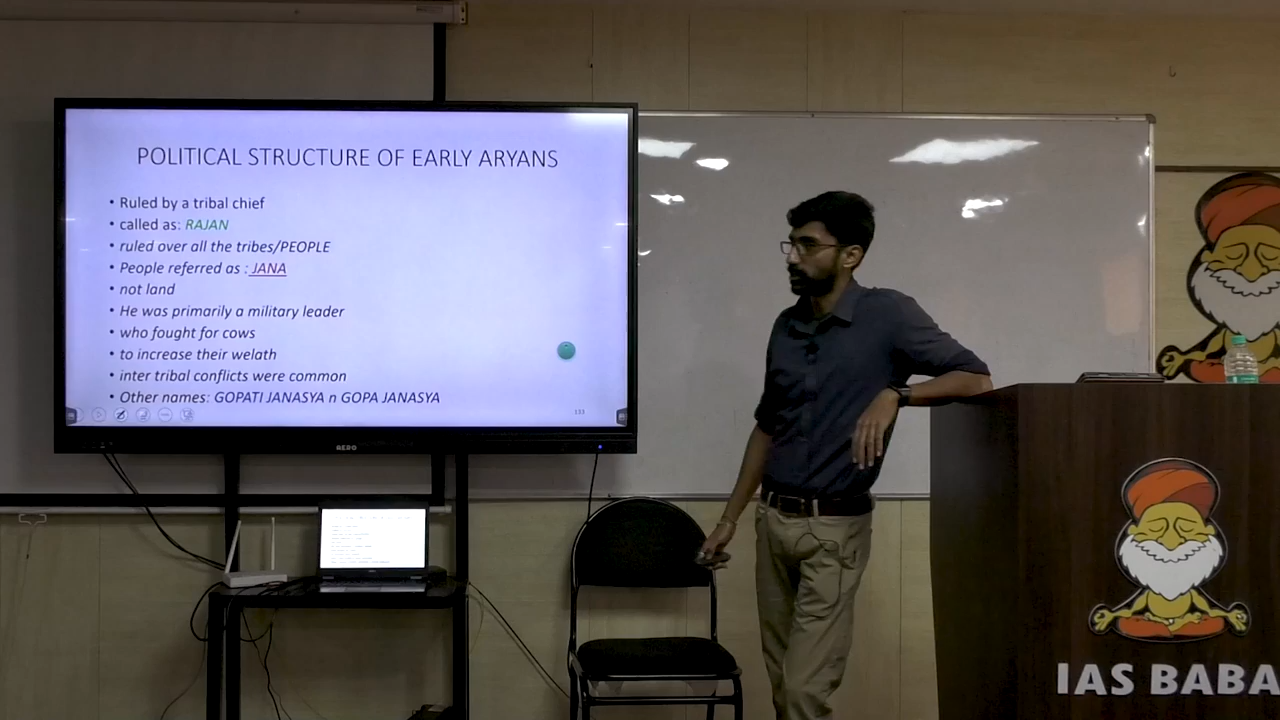 POLITICAL STRUCTURE OF EARLY ARYANS
• Ruled by a tribal chief
• called as: RAJAN
• ruled over all the tribes/PEOPLE
• People referred as : JANA
• not land
• He was primarily a military leader
• who fought for cows
• to increase their welath
• inter tribal conflicts were common
• Other names: GOPATI JANASYA n GOPA JANASYA
133
AERO
IAS BABA